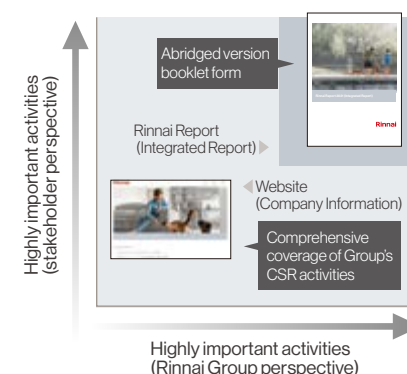 Abridged version
booklet form
Rinnai
Rinnai Report
(Integrated Report)
Website
(Company Information)
Comprehensive
coverage of Group's
CSR activities
Highly important activities
(stakeholder perspective)
Highly important activities
(Rinnai Group perspective)